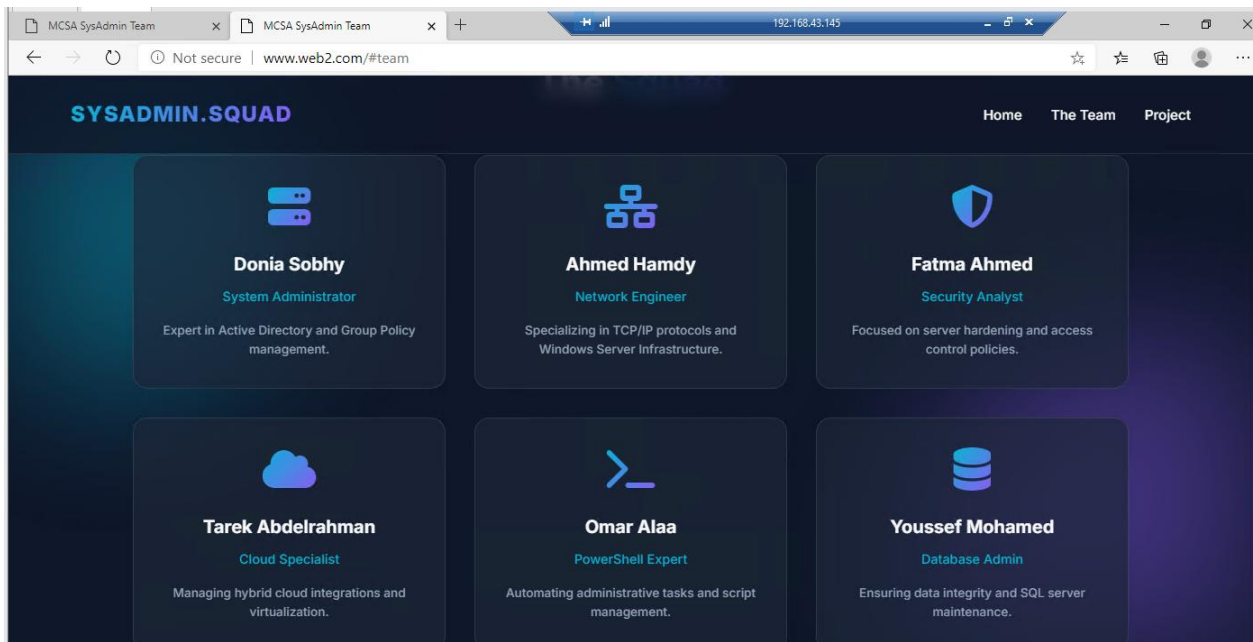 MCSA SysAdmin Team
MCSA SysAdmin Team
192.168.43.145
Not secure | www.web2.com/#team
The Squad
SYSADMIN.SQUAD
Home The Team Project
Donia Sobhy
System Administrator
Expert in Active Directory and Group Policy
management.
Ahmed Hamdy
Network Engineer
Specializing in TCP/IP protocols and
Windows Server Infrastructure.
Fatma Ahmed
Security Analyst
Focused on server hardening and access
control policies.
Tarek Abdelrahman
Cloud Specialist
Managing hybrid cloud integrations and
virtualization.
Omar Alaa
PowerShell Expert
Automating administrative tasks and script
management.
Youssef Mohamed
Database Admin
Ensuring data integrity and SQL server
maintenance.